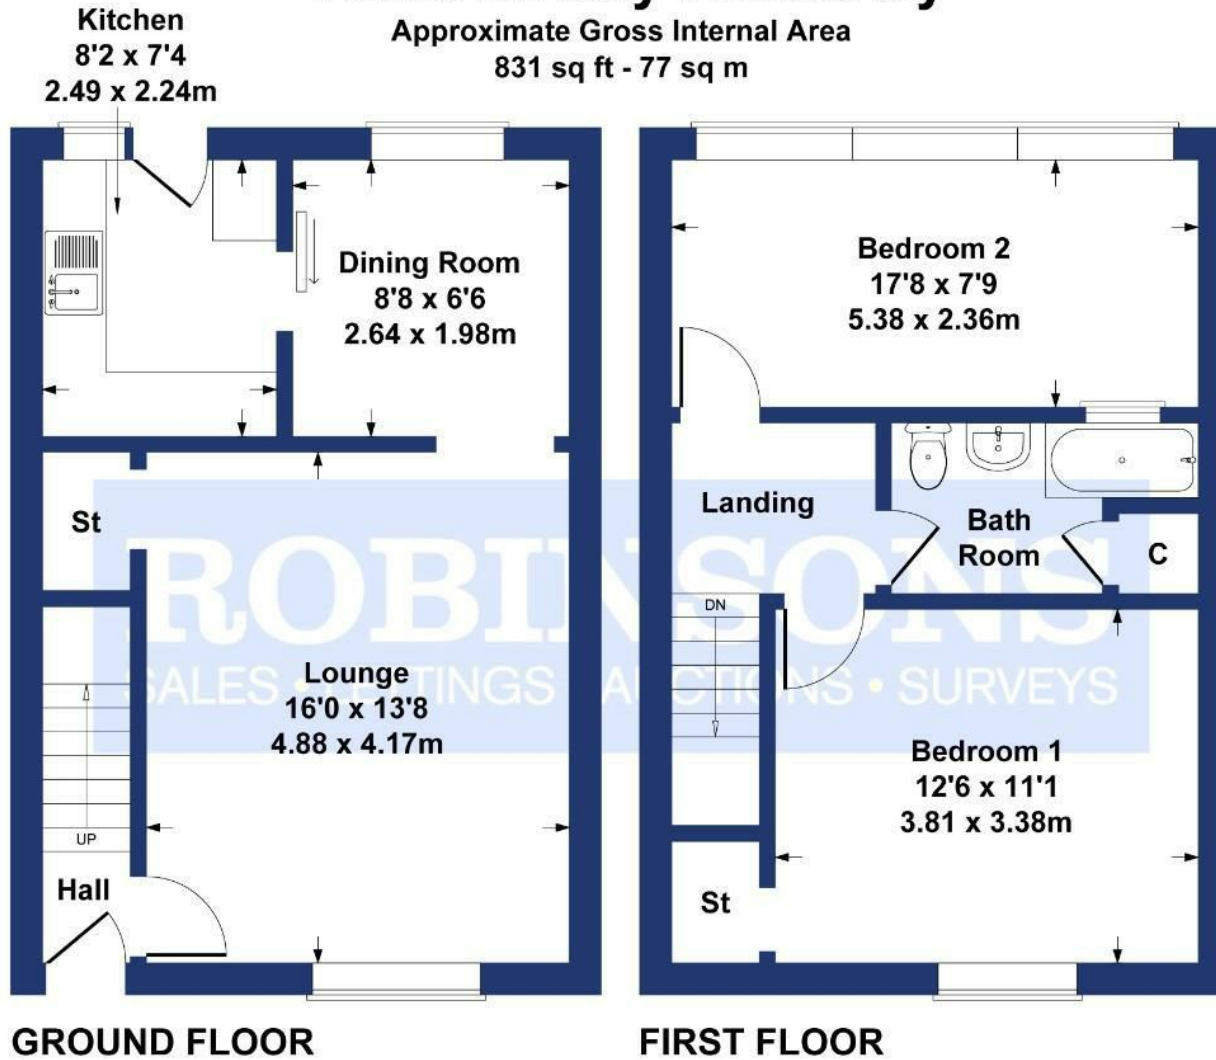 Kitchen
8'2 x 7'4
2.49 x 2.24m
Approximate Gross Internal Area
831 sq ft - 77 sq m
Dining Room
8'8 x 6'6
2.64 x 1.98m
St
Lounge
16'0 x 13'8
4.88 x 4.17m
UP
Hall
GROUND FLOOR
Bedroom 2
17'8 x 7'9
5.38 x 2.36m
Landing
Bath
Room
C
DN
Bedroom 1
12'6 x 11'1
3.81 x 3.38m
St
FIRST FLOOR
ROBINSONS
SALES • LETTINGS • AUCTIONS • SURVEYS